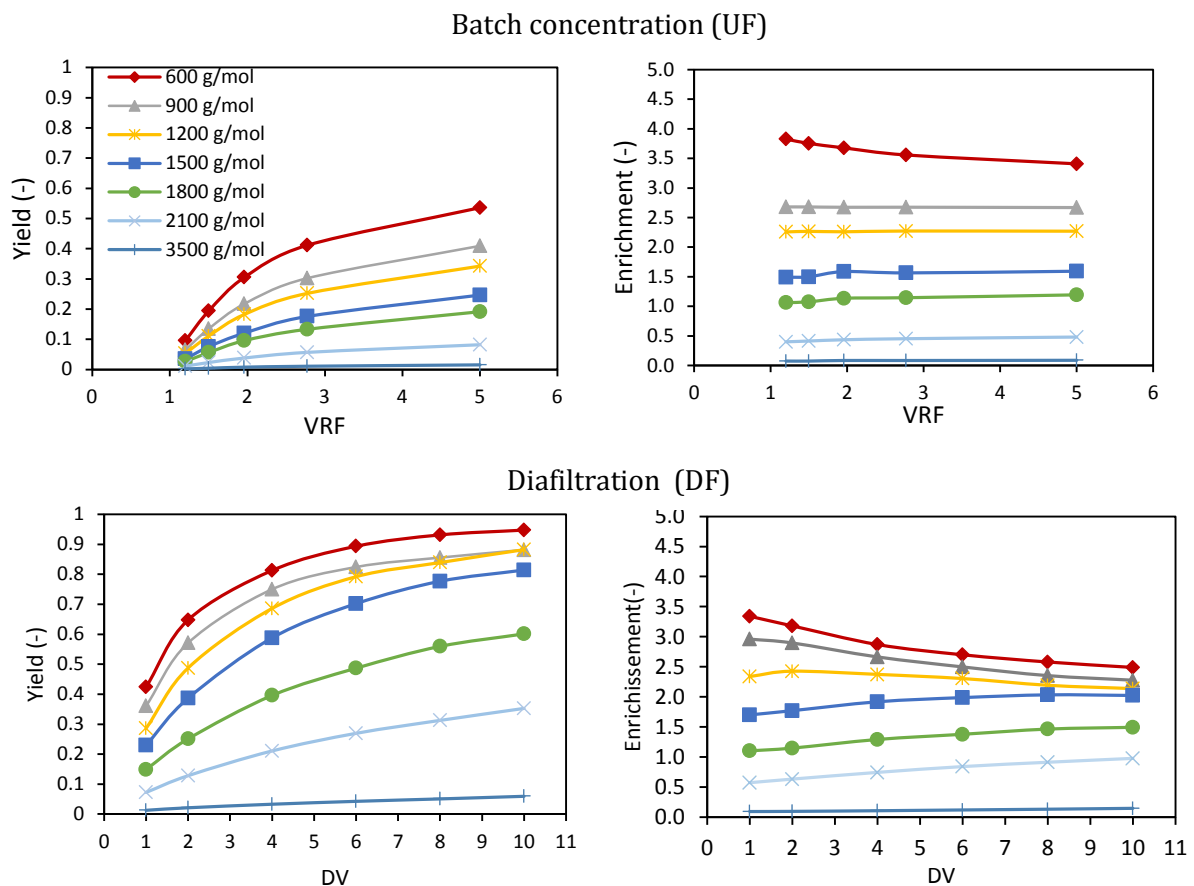 Batch concentration (UF)
1
0.9
0.8
0.7
0.6
0.5
0.4
0.3
0.2
0.1
0
Yield (-)
600 g/mol
900 g/mol
1200 g/mol
1500 g/mol
1800 g/mol
2100 g/mol
3500 g/mol
0 1 2 3 4 5 6
VRF
5.0
4.5
4.0
3.5
3.0
2.5
2.0
1.5
1.0
0.5
0.0
Enrichment (-)
0 1 2 3 4 5 6
VRF
Diafiltration (DF)
1
0.9
0.8
0.7
0.6
0.5
0.4
0.3
0.2
0.1
0
Yield (-)
0 1 2 3 4 5 6 7 8 9 10 11
DV
5.0
4.5
4.0
3.5
3.0
2.5
2.0
1.5
1.0
0.5
0.0
Enrichissement(-)
0 1 2 3 4 5 6 7 8 9 10 11
DV